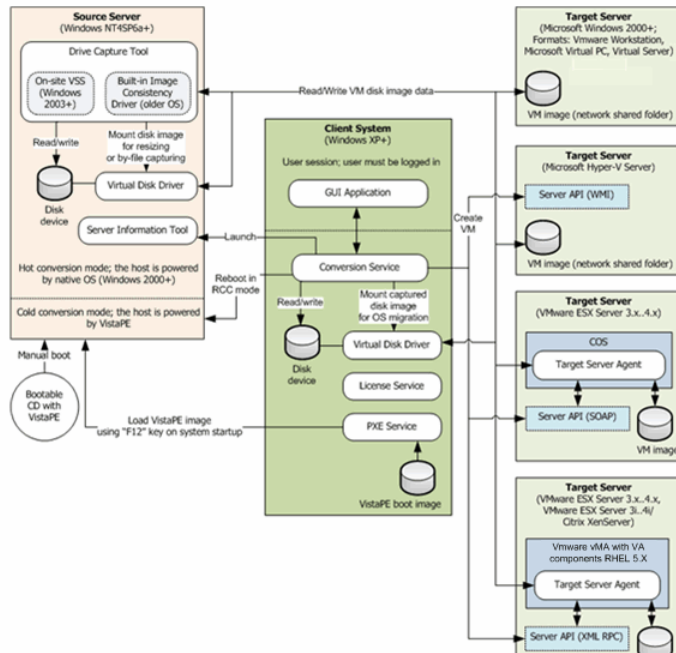 Source Server
(Windows NT4SP6a+)
Drive Capture Tool
On-site VSS
(Windows
2003+)
Built-in Image
Consistency
Driver (older OS)
Read/write
Mount disk image
for resizing
or by-file capturing
Virtual Disk Driver
Disk
device
Server Information Tool
Hot conversion mode; the host is powered
by native OS (Windows 2000+)
Cold conversion mode; the host is powered
by VistaPE
Manual boot
Bootable
CD with
VistaPE
Read/Write VM disk image data
Launch
Reboot in
RCC mode
Load VistaPE image
using "F12" key on system startup
Client System
(Windows XP+)
User session; user must be logged in
GUI Application
Conversion Service
Read/write
Mount captured
disk image
for OS migration
Virtual Disk Driver
Disk
device
License Service
PXE Service
VistaPE boot image
Create
VM
Target Server
(Microsoft Windows 2000+;
Formats: Vmware Workstation,
Microsoft Virtual PC, Virtual Server)
VM image (network shared folder)
Target Server
(Microsoft Hyper-V Server)
Server API (WMI)
VM image (network shared folder)
Target Server
(VMware ESX Server 3.x..4.x)
COS
Target Server Agent
Server API (SOAP)
VM image
Target Server
(VMware ESX Server 3.x..4.x,
VMware ESX Server 3i..4i/
Citrix XenServer)
Vmware vMA with VA
components RHEL 5.X
Target Server Agent
Server API (XML RPC)